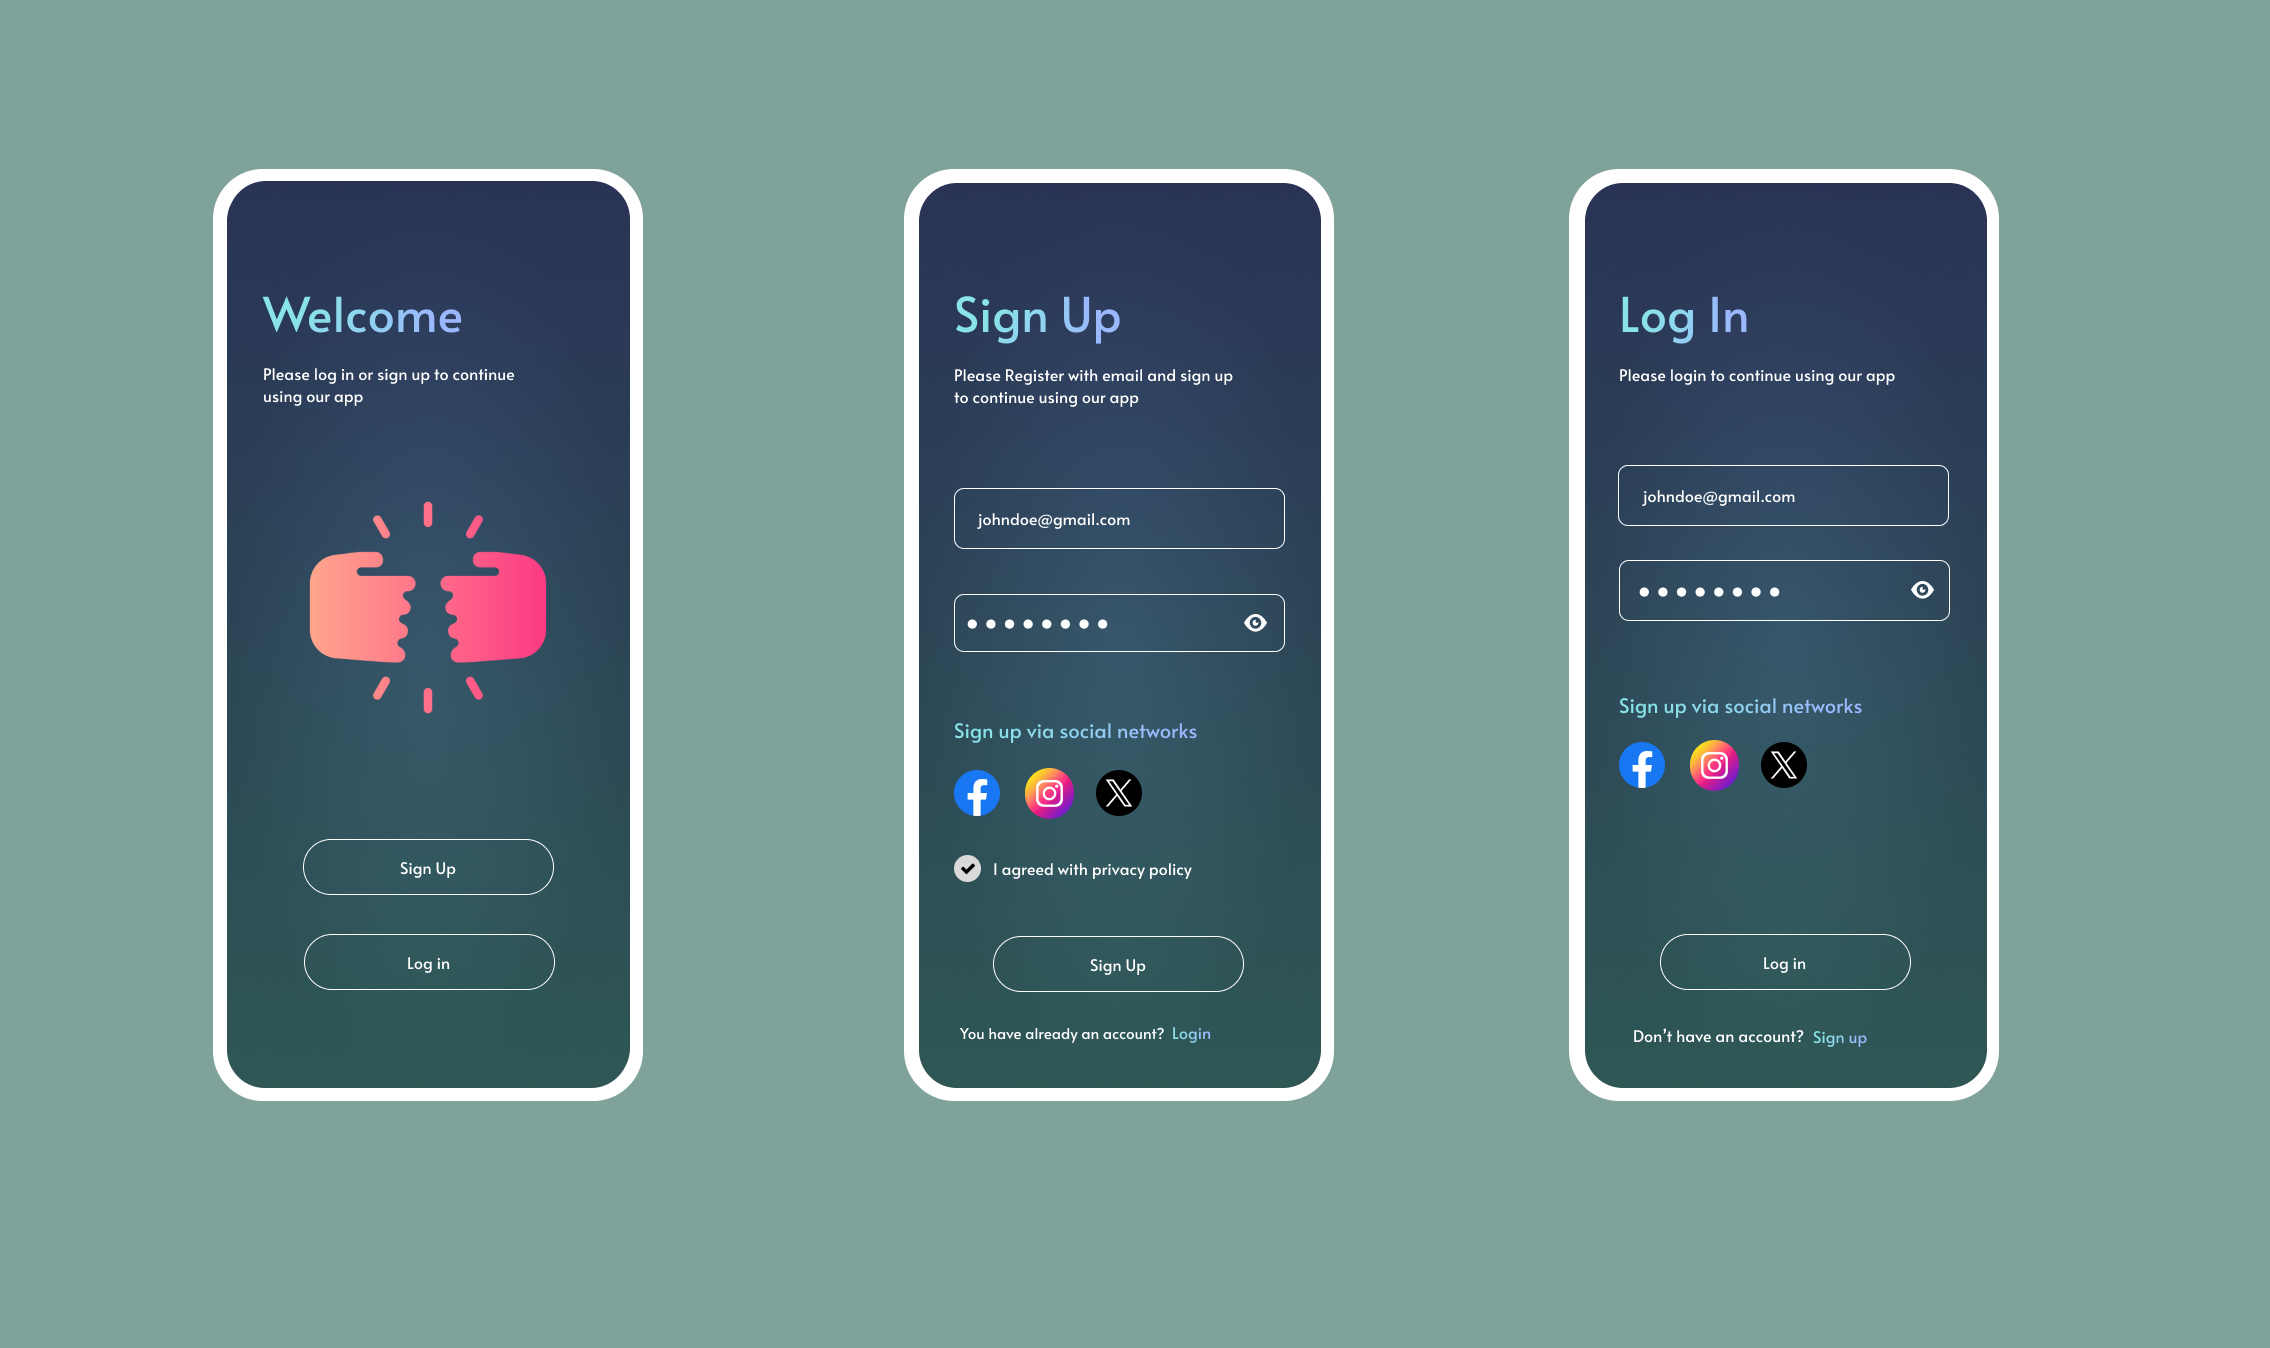 Welcome
Please log in or sign up to continue
using our app
Sign Up
Log in
Sign Up
Please Register with email and sign up
to continue using our app
johndoe@gmail.com
Sign up via social networks
I agreed with privacy policy
Sign Up
You have already an account? Login
Log In
Please login to continue using our app
johndoe@gmail.com
Sign up via social networks
Log in
Don't have an account? Sign up